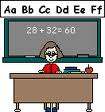 Aa Bb Cc Dd Ee Ff
28 + 32 = 60